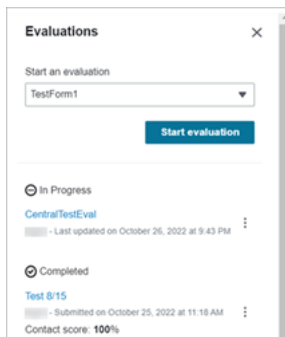 Evaluations
Start an evaluation
TestForm1
Start evaluation
In Progress
CentralTestEval
- Last updated on October 26, 2022 at 9:43 PM
Completed
Test 8/15
- Submitted on October 25, 2022 at 11:18 AM
Contact score: 100%